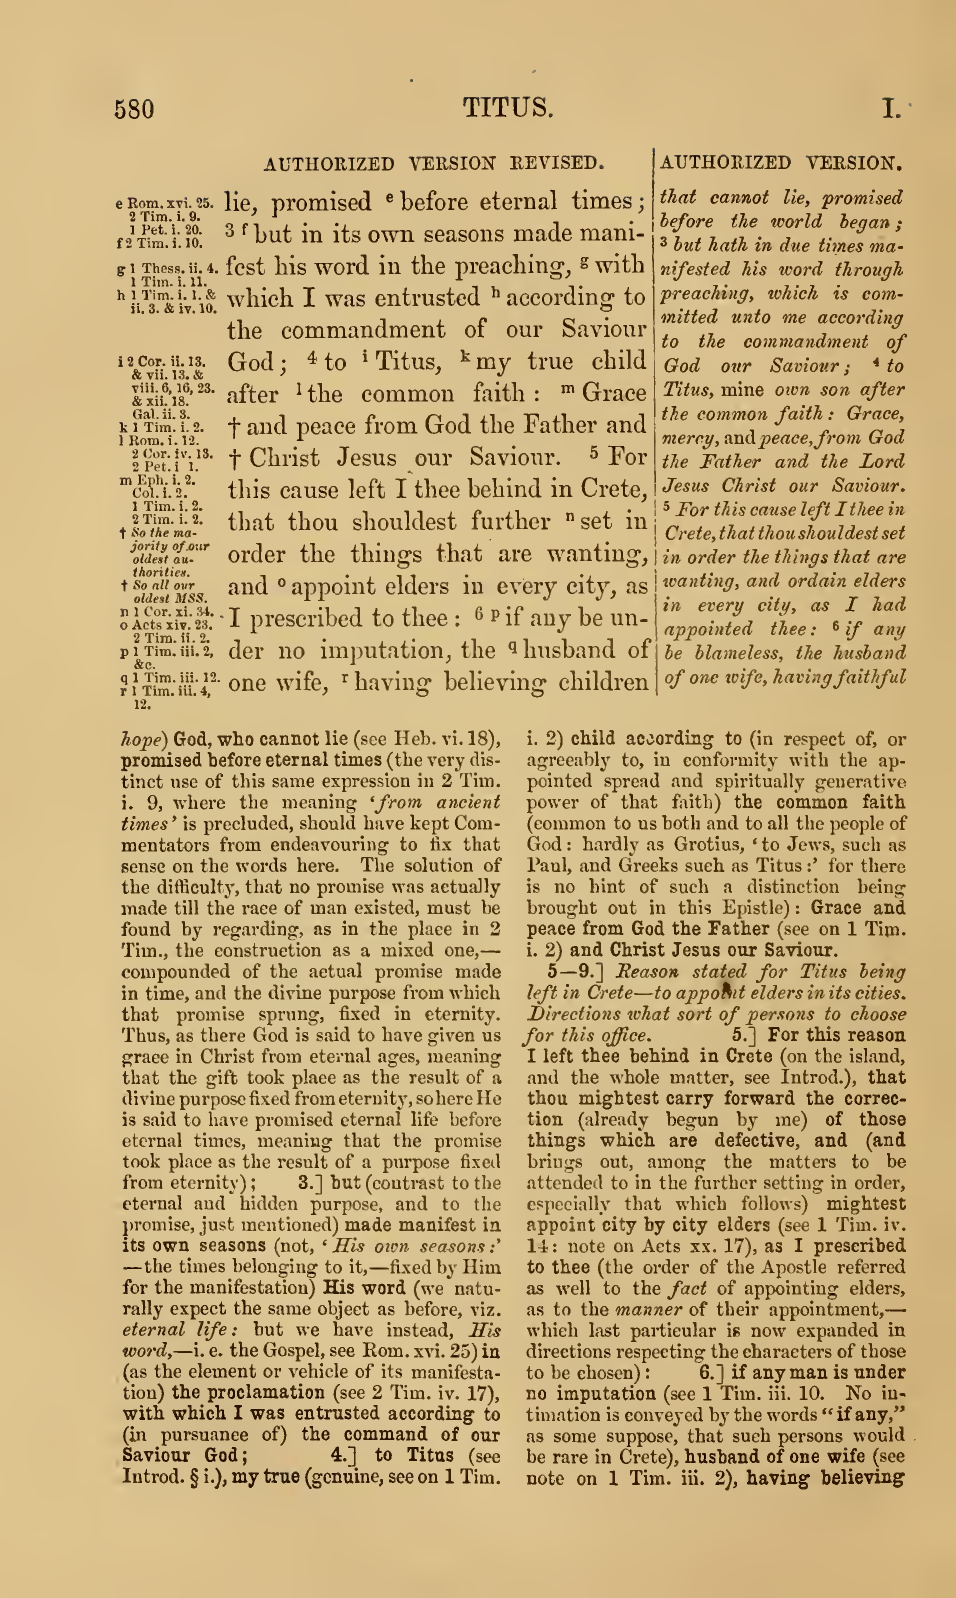 580
TITUS.
I.
AUTHORIZED VERSION REVISED.
e Rom. xvi. 25.
2 Tim. i. 9.
1 Pet. i. 20.
f 2 Tim. i. 10.
g 1 Thess. ii. 4.
1 Tim. i. 11.
h 1 Tim. i. 1. &
ii. 3. & iv. 10.
i 2 Cor. ii. 13.
& vii. 13. &
viii. 6, 16, 23.
& xii. 18.
Gal. ii. 3.
k 1 Tim. i. 2.
l Rom. i. 12.
2 Cor. iv. 13.
2 Pet. i 1.
m Eph. i. 2.
Col. i. 2.
1 Tim. i. 2.
2 Tim. i. 2.
† So the ma-
jority of our
oldest au-
thorities.
† So all our
oldest MSS.
n 1 Cor. xi. 34.
o Acts xiv. 23.
2 Tim. ii. 2.
p 1 Tim. iii. 2,
&c.
q 1 Tim. iii. 12.
r 1 Tim. iii. 4,
12.
lie, promised e before eternal times;
3 f but in its own seasons made mani-
fest his word in the preaching, g with
which I was entrusted h according to
the commandment of our Saviour
God; 4 to i Titus, k my true child
after l the common faith: m Grace
† and peace from God the Father and
† Christ Jesus our Saviour. 5 For
this cause left I thee behind in Crete,
that thou shouldest further n set in
order the things that are wanting,
and o appoint elders in every city, as
I prescribed to thee: 6 p if any be un-
der no imputation, the q husband of
one wife, r having believing children
AUTHORIZED VERSION.
that cannot lie, promised
before the world began;
3 but hath in due times ma-
nifested his word through
preaching, which is com-
mitted unto me according
to the commandment of
God our Saviour; 4 to
Titus, mine own son after
the common faith: Grace,
mercy, and peace, from God
the Father and the Lord
Jesus Christ our Saviour.
5 For this cause left I thee in
Crete, that thou shouldest set
in order the things that are
wanting, and ordain elders
in every city, as I had
appointed thee: 6 if any
be blameless, the husband
of one wife, having faithful
hope) God, who cannot lie (see Heb. vi. 18),
promised before eternal times (the very dis-
tinct use of this same expression in 2 Tim.
i. 9, where the meaning ‘from ancient
times’ is precluded, should have kept Com-
mentators from endeavouring to fix that
sense on the words here. The solution of
the difficulty, that no promise was actually
made till the race of man existed, must be
found by regarding, as in the place in 2
Tim., the construction as a mixed one,—
compounded of the actual promise made
in time, and the divine purpose from which
that promise sprung, fixed in eternity.
Thus, as there God is said to have given us
grace in Christ from eternal ages, meaning
that the gift took place as the result of a
divine purpose fixed from eternity, so here He
is said to have promised eternal life before
eternal times, meaning that the promise
took place as the result of a purpose fixed
from eternity); 3.] but (contrast to the
eternal and hidden purpose, and to the
promise, just mentioned) made manifest in
its own seasons (not, ‘His own seasons:’
—the times belonging to it,—fixed by Him
for the manifestation) His word (we natu-
rally expect the same object as before, viz.
eternal life: but we have instead, His
word,—i. e. the Gospel, see Rom. xvi. 25) in
(as the element or vehicle of its manifesta-
tion) the proclamation (see 2 Tim. iv. 17),
with which I was entrusted according to
(in pursuance of) the command of our
Saviour God; 4.] to Titus (see
Introd. § i.), my true (genuine, see on 1 Tim.
i. 2) child according to (in respect of, or
agreeably to, in conformity with the ap-
pointed spread and spiritually generative
power of that faith) the common faith
(common to us both and to all the people of
God: hardly as Grotius, ‘to Jews, such as
Paul, and Greeks such as Titus:’ for there
is no hint of such a distinction being
brought out in this Epistle): Grace and
peace from God the Father (see on 1 Tim.
i. 2) and Christ Jesus our Saviour.
5—9.] Reason stated for Titus being
left in Crete—to appoint elders in its cities.
Directions what sort of persons to choose
for this office. 5.] For this reason
I left thee behind in Crete (on the island,
and the whole matter, see Introd.), that
thou mightest carry forward the correc-
tion (already begun by me) of those
things which are defective, and (and
brings out, among the matters to be
attended to in the further setting in order,
especially that which follows) mightest
appoint city by city elders (see 1 Tim. iv.
14: note on Acts xx. 17), as I prescribed
to thee (the order of the Apostle referred
as well to the fact of appointing elders,
as to the manner of their appointment,—
which last particular is now expanded in
directions respecting the characters of those
to be chosen): 6.] if any man is under
no imputation (see 1 Tim. iii. 10. No in-
timation is conveyed by the words “if any,”
as some suppose, that such persons would
be rare in Crete), husband of one wife (see
note on 1 Tim. iii. 2), having believing